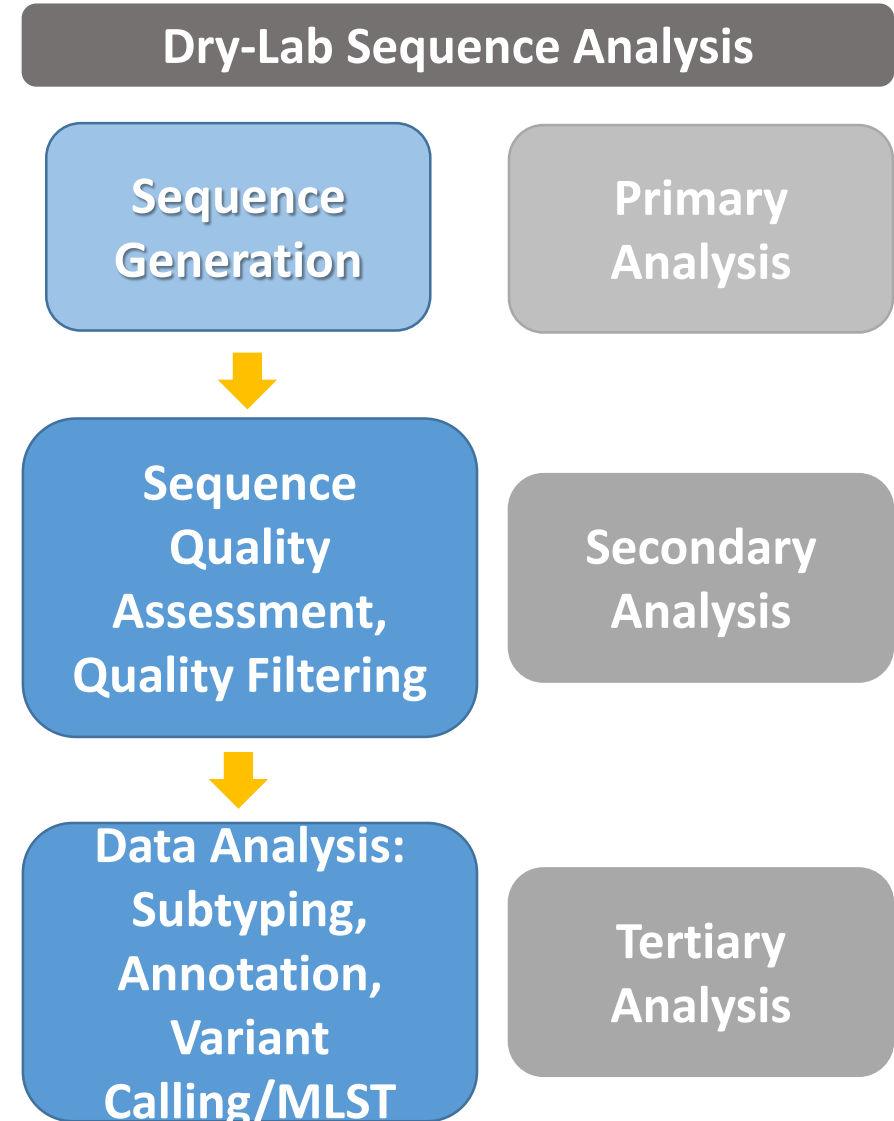 Dry-Lab Sequence Analysis
Sequence
Generation
Primary
Analysis
Sequence
Quality
Assessment,
Quality Filtering
Secondary
Analysis
Data Analysis:
Subtyping,
Annotation,
Variant
Calling/MLST
Tertiary
Analysis